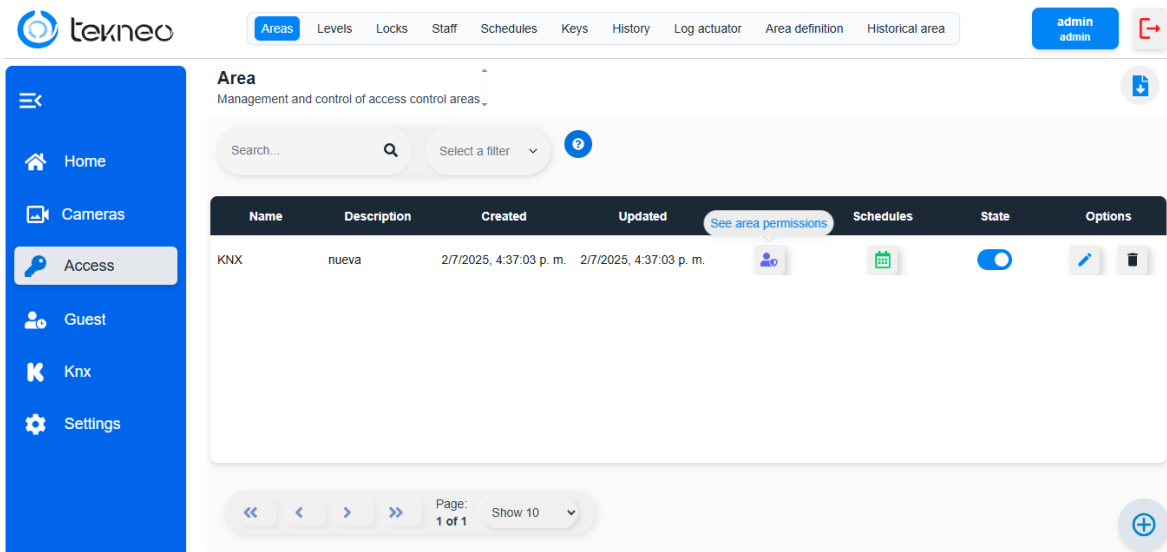 tekneo
Areas Levels Locks Staff Schedules Keys History Log actuator Area definition Historical area
admin
admin
Area
Management and control of access control areas
Home
Cameras
Access
Guest
Knx
Settings
Search...
Select a filter
?
Name Description Created Updated See area permissions Schedules State Options
KNX nueva 2/7/2025, 4:37:03 p. m. 2/7/2025, 4:37:03 p. m.
Page:
1 of 1
Show 10